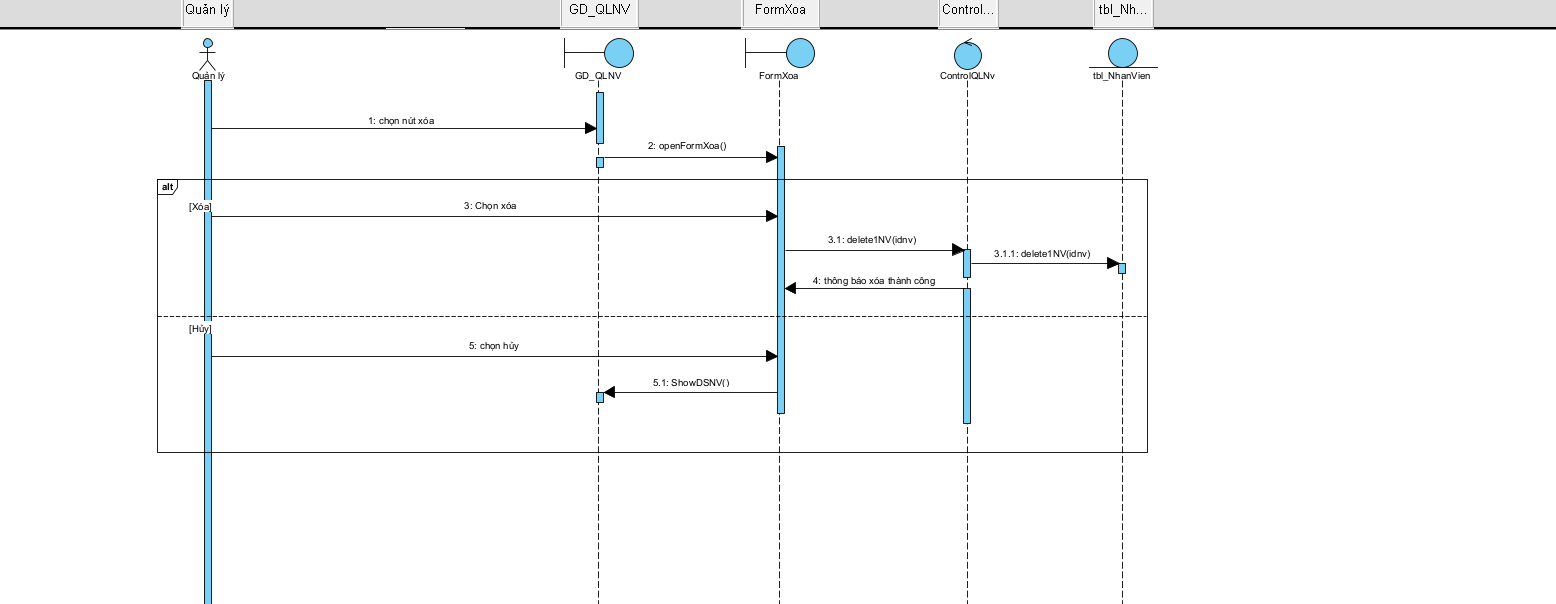 Quản lý
GD_QLNV
FormXoa
Control...
tbl_Nh...
Quản lý
GD_QLNV
FormXoa
ControlQLNv
tbl_NhanVien
1: chọn nút xóa
2: openFormXoa()
alt
[Xóa]
3: Chọn xóa
3.1: delete1NV(idnv)
3.1.1: delete1NV(idnv)
4: thông báo xóa thành công
[Hủy]
5: chọn hủy
5.1: ShowDSNV()